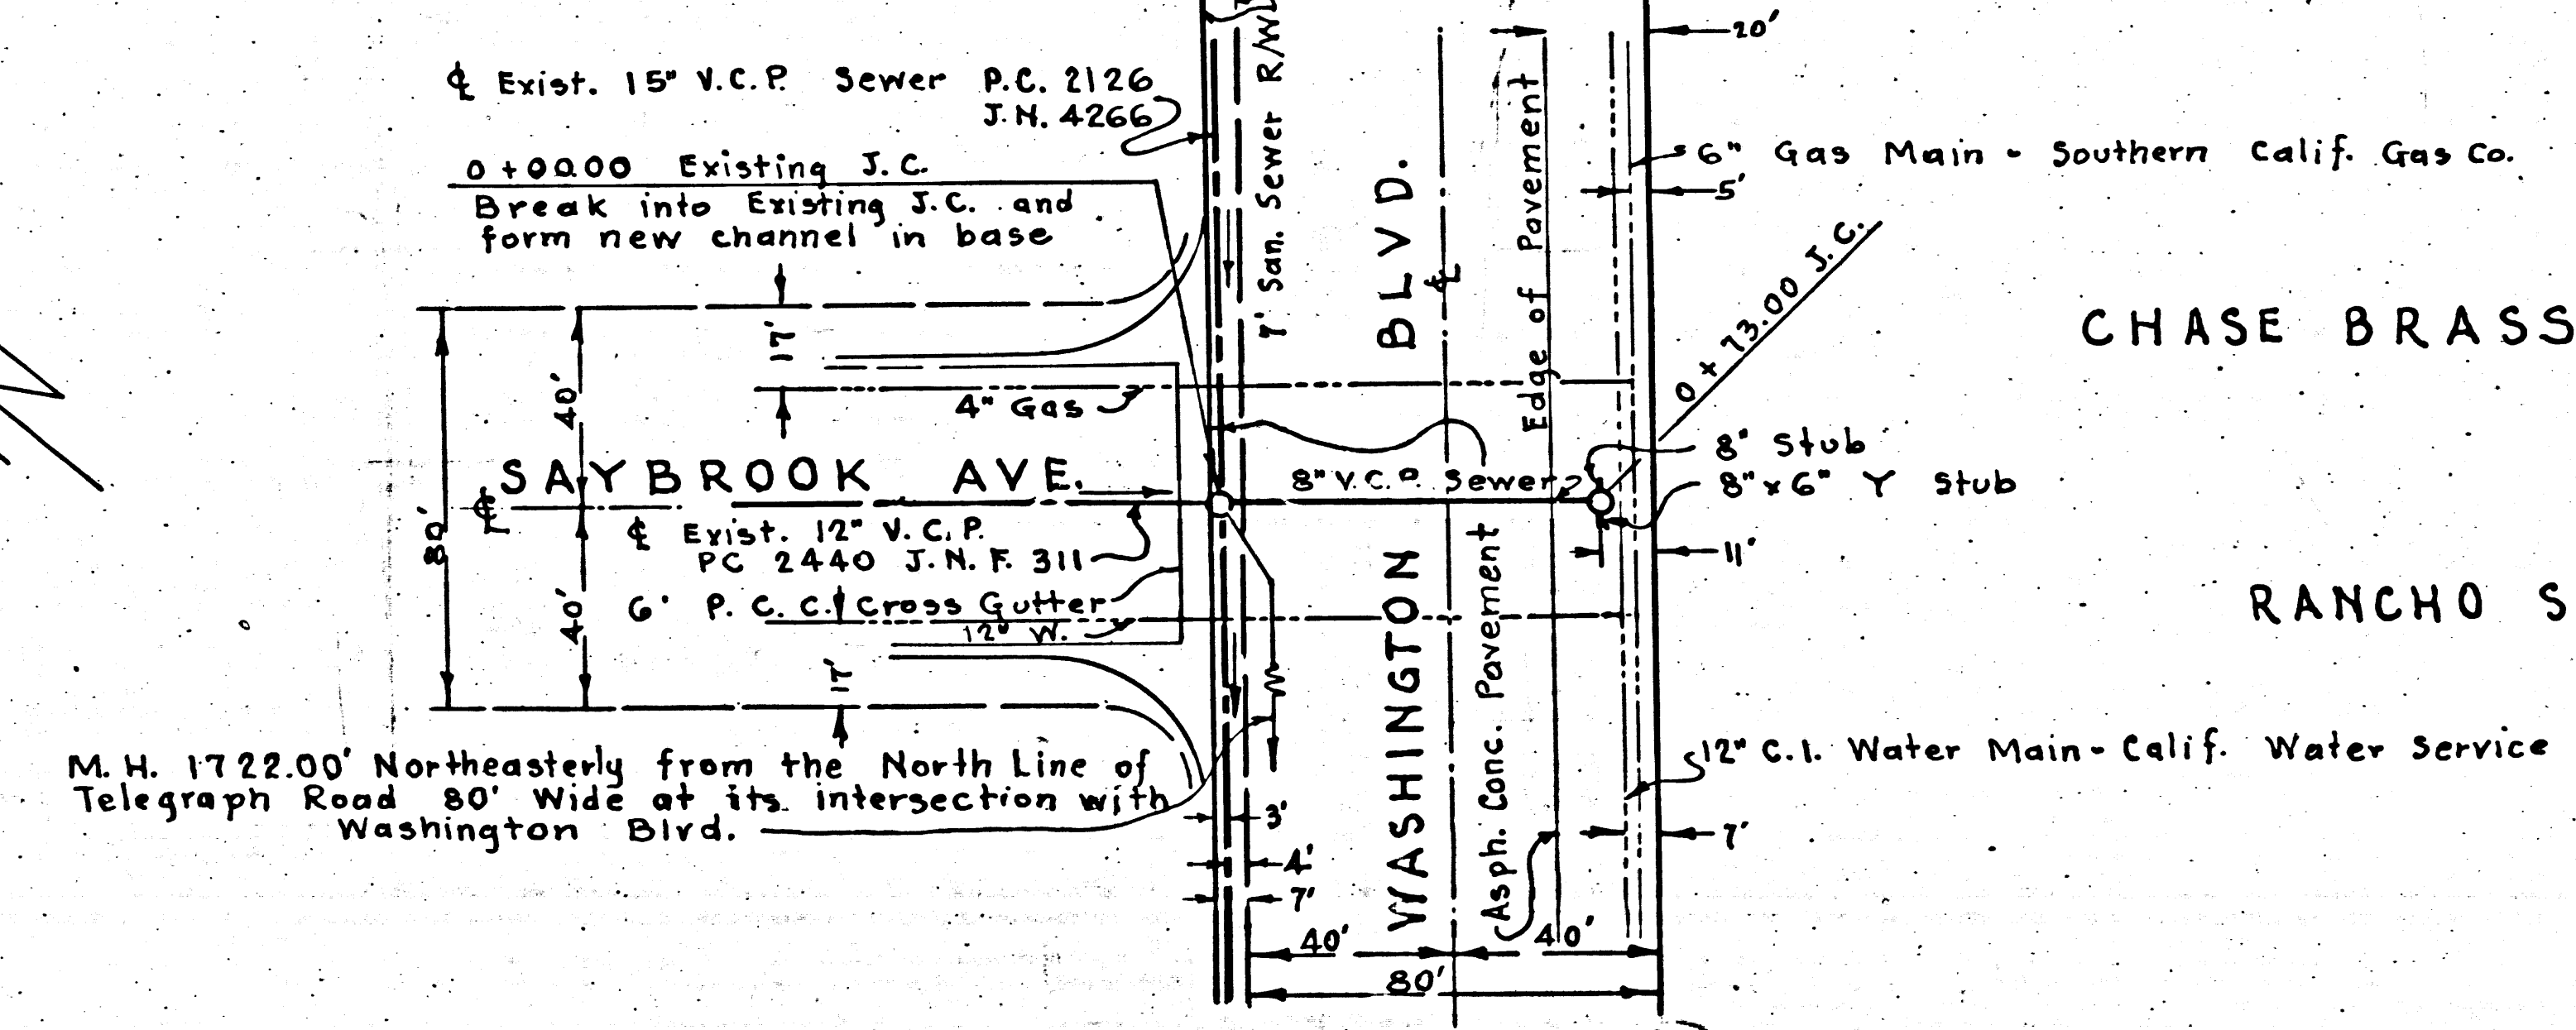 ℄ Exist. 15" V.C.P. Sewer P.C. 2126
J.N. 4266
0+00.00 Existing J.C.
Break into Existing J.C. and
form new channel in base
7' San. Sewer R/W
BLVD.
℄
Edge of Pavement
20'
6" Gas Main - Southern Calif. Gas Co.
5'
0+73.00 J.C.
CHASE BRASS
17'
40'
80'
4" Gas
SAYBROOK AVE.
℄
8" V.C.P. Sewer
8" Stub
8" x 6" Y Stub
℄ Exist. 12" V.C.P.
PC 2440 J.N.F. 311
11'
6' P.C.C. Cross Gutter
12" W.
40'
17'
WASHINGTON
Asph. Conc. Pavement
RANCHO S
M.H. 1722.00' Northeasterly from the North Line of
Telegraph Road 80' Wide at its intersection with
Washington Blvd.
12" C.I. Water Main - Calif. Water Service
3'
7'
4'
7'
40'
40'
80'